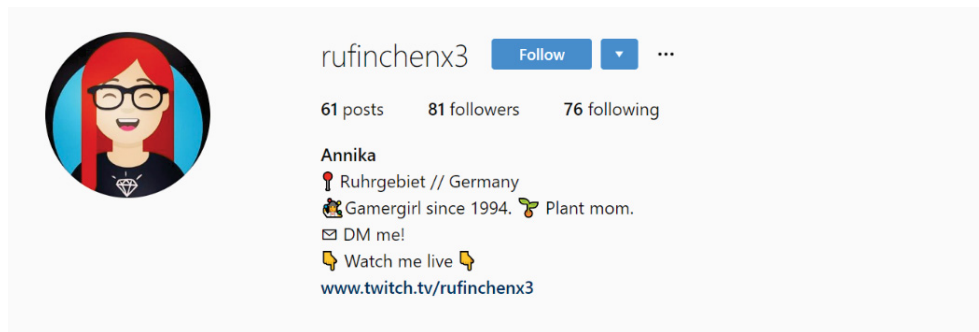 rufinchenx3 Follow
61 posts 81 followers 76 following
Annika
📍 Ruhrgebiet // Germany
Gamergirl since 1994. 🌱 Plant mom.
✉ DM me!
👇 Watch me live 👇
www.twitch.tv/rufinchenx3